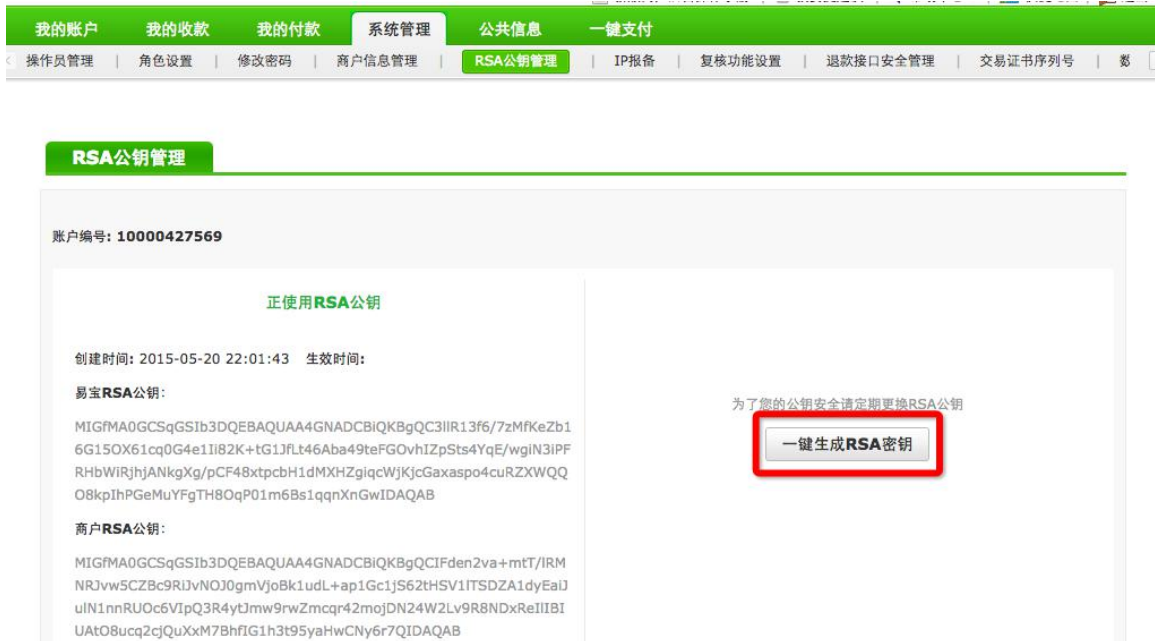 我的账户 我的收款 我的付款 系统管理 公共信息 一键支付
操作员管理 | 角色设置 | 修改密码 | 商户信息管理 | RSA公钥管理 | IP报备 | 复核功能设置 | 退款接口安全管理 | 交易证书序列号 |
RSA公钥管理
账户编号: 10000427569
正使用RSA公钥
创建时间: 2015-05-20 22:01:43 生效时间:
易宝RSA公钥:
MIGfMA0GCSqGSIb3DQEBAQUAA4GNADCBiQKBgQC3llR13f6/7zMfKeZb1
6G15OX61cq0G4e1Ii82K+tG1JfLt46Aba49teFGOvhIZpSts4YqE/wgiN3iPF
RHbWiRjhjANkgXg/pCF48xtpcbH1dMXHZgiqcWjKjcGaxaspo4cuRZXWQQ
O8kpIhPGeMuYFgTH8OqP01m6Bs1qqnXnGwIDAQAB
为了您的公钥安全请定期更换RSA公钥
一键生成RSA密钥
商户RSA公钥:
MIGfMA0GCSqGSIb3DQEBAQUAA4GNADCBiQKBgQCIFden2va+mtT/lRM
NRJvw5CZBc9RiJvNOJ0gmVjoBk1udL+ap1Gc1jS62tHSV1lTSDZA1dyEaiJ
ulN1nnRUOc6VIpQ3R4ytJmw9rwZmcqr42mojDN24W2Lv9R8NDxReIlIBI
UAtO8ucq2cjQuXxM7BhfIG1h3t95yaHwCNy6r7QIDAQAB